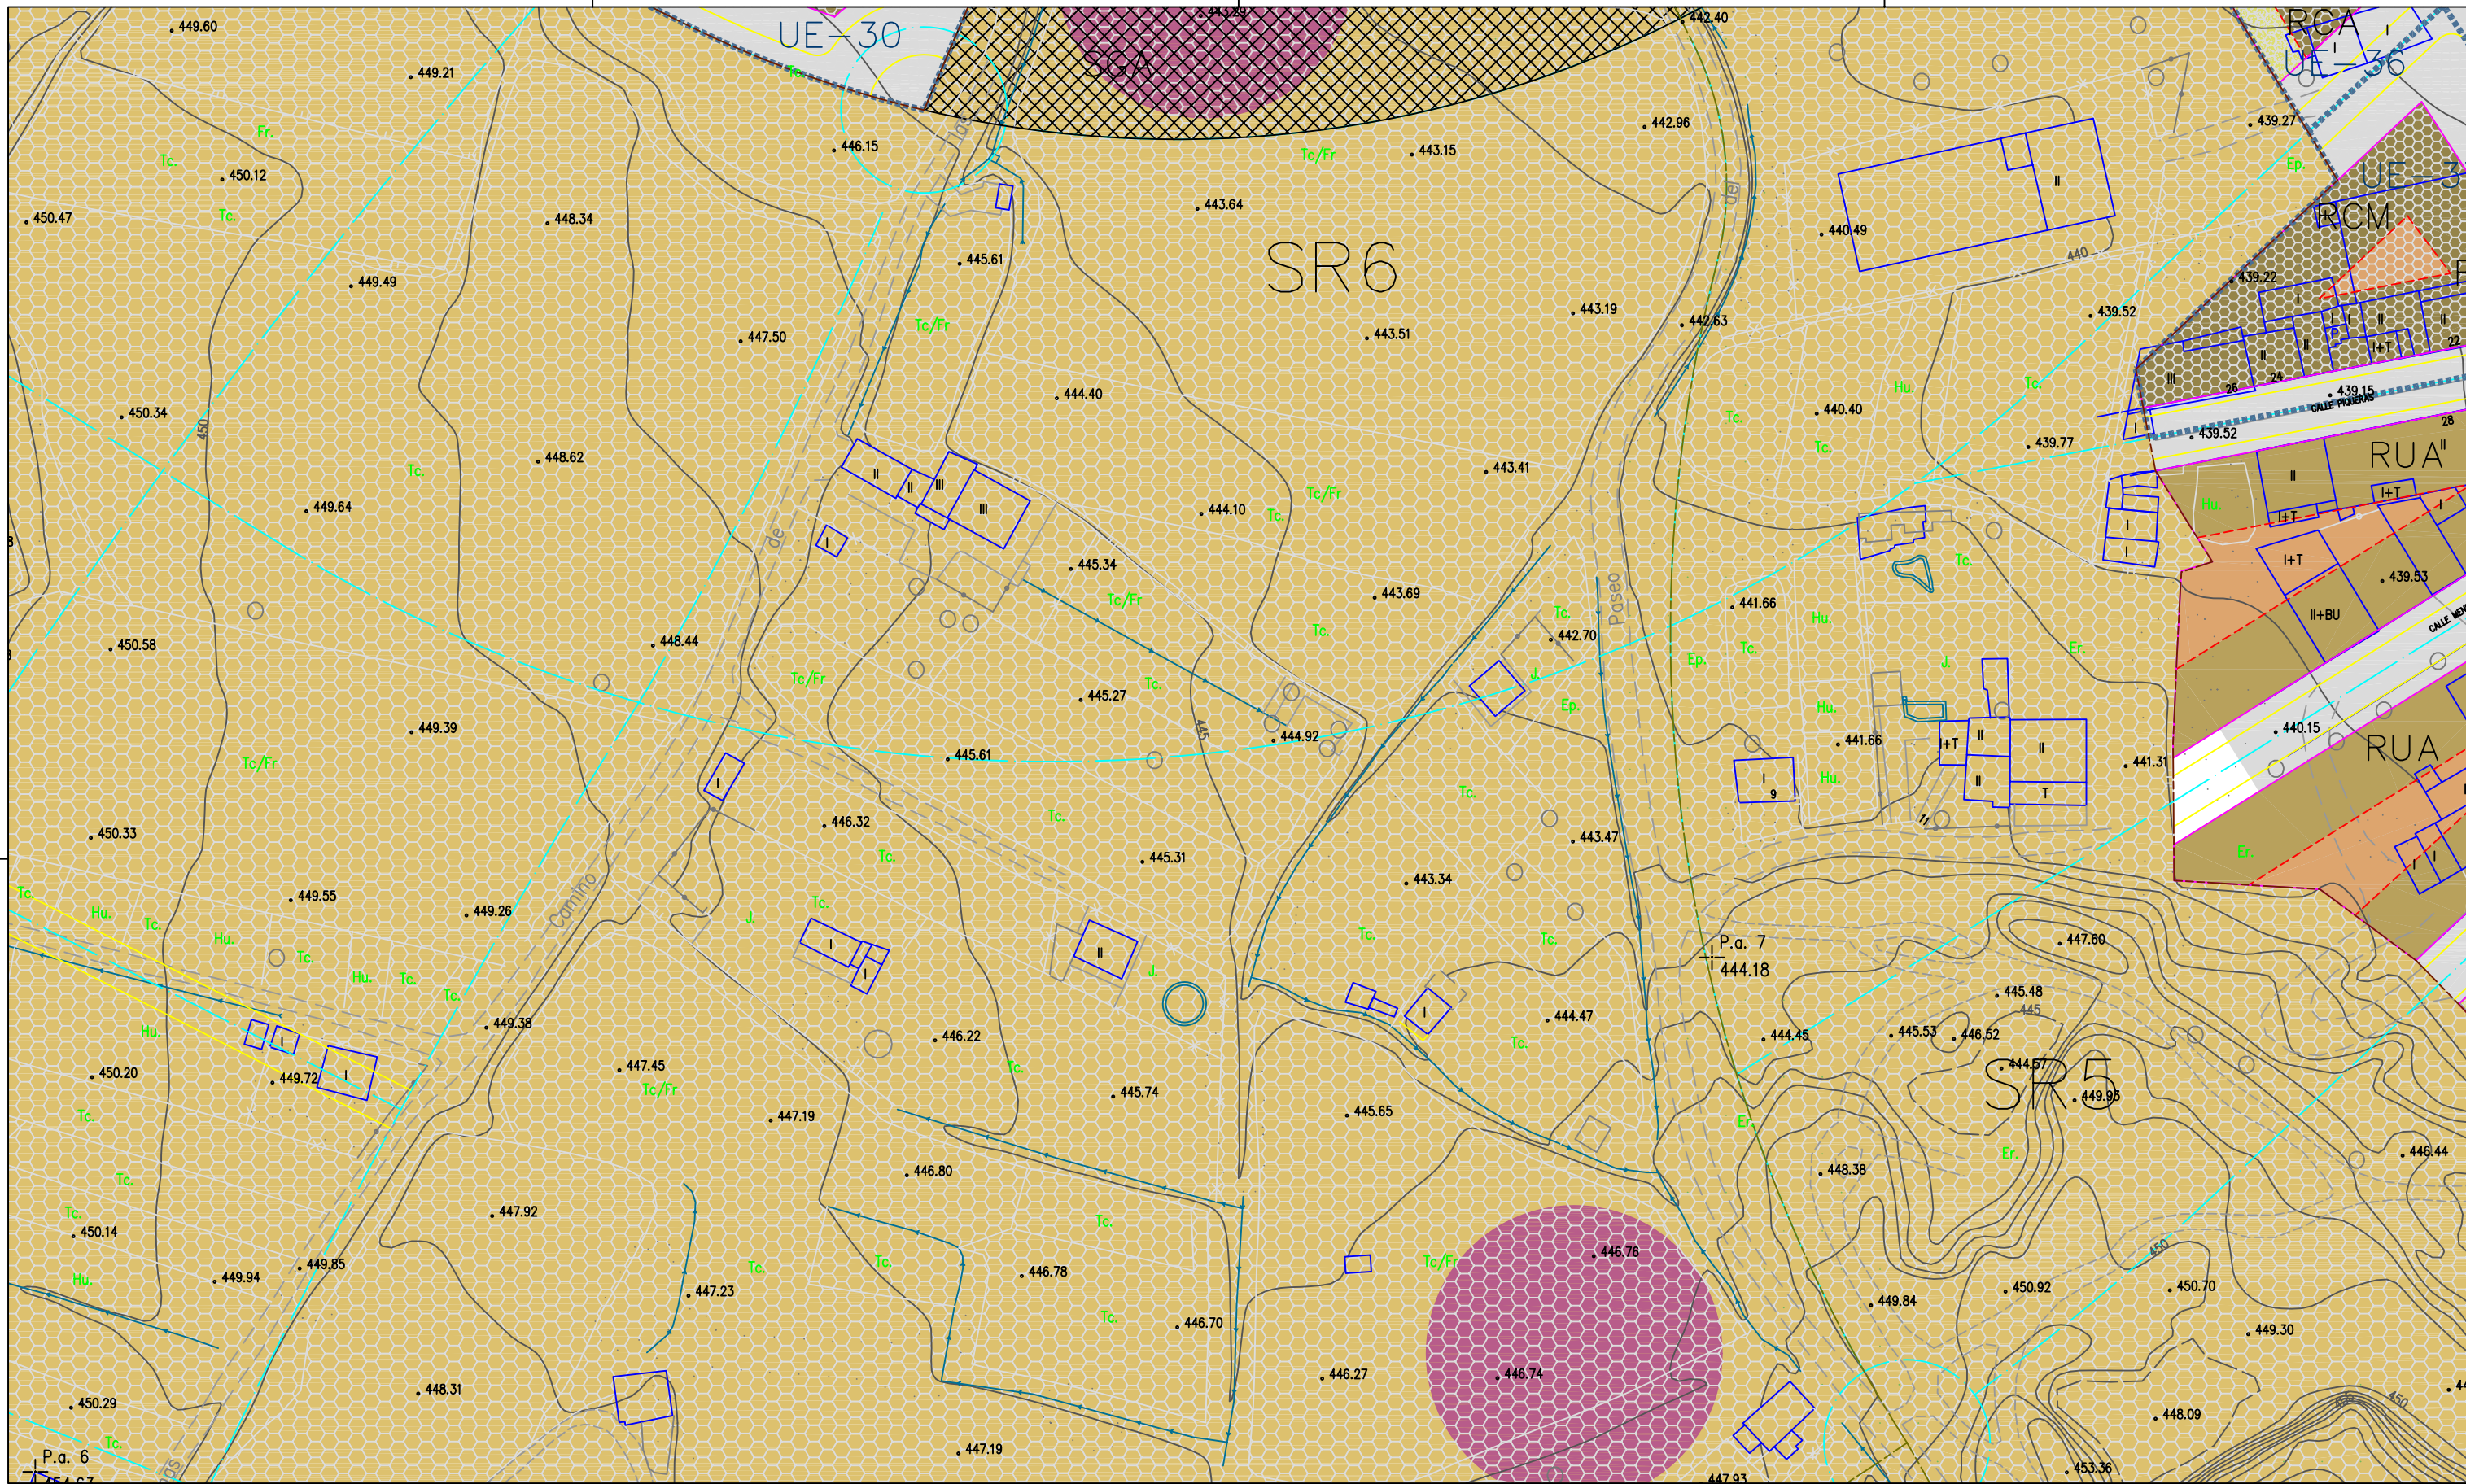 449.60
UE-30
443.29
442.40
RCA
I
I
SGA
UE-36
449.21
Tc.
Fr.
Tc.
450.12
446.15
las
Tc/Fr
443.15
442.96
439.27
Ep.
II
UE-3
450.47
Tc.
448.34
443.64
del
440.49
RCM
445.61
SR6
440
439.22
449.49
Tc/Fr
447.50
443.51
443.19
442.63
439.52
I
I
I
II
II
P
I+T
II
II
22
450.34
444.40
Hu.
Tc.
III
26
24
439.15
CALLE PIQUERAS
450
Tc.
440.40
Tc.
439.77
I
439.52
28
448.62
Tc.
443.41
RUA
II
II
II
III
III
449.64
Tc/Fr
444.10
Tc.
Hu.
I+T
I+T
I
de
I
I
I
445.34
Tc.
I+T
439.53
450.58
Tc/Fr
443.69
Paseo
441.66
Hu.
II+BU
448.44
Tc.
Tc.
442.70
Ep.
Tc.
J.
Er.
Tc/Fr
445.27
Tc.
J.
Ep.
449.39
445
444.92
Hu.
441.66
I+T
II
II
440.15
RUA
Tc/Fr
445.61
441.31
I
Tc.
I
9
Hu.
II
T
450.33
446.32
Tc.
443.47
11
Tc.
445.31
443.34
Er.
I
I
Tc.
449.55
Camino
449.26
Hu.
Tc.
Hu.
J.
Tc.
Tc.
Tc.
447.60
P.a. 7
444.18
Tc.
I
II
J.
Hu.
Tc.
Tc.
I
445.48
449.38
Hu.
I
444.47
445
I
446.22
Tc.
444.45
445.53
446.52
450.20
449.72
I
447.45
Tc.
444.57
SR5
Tc/Fr
445.74
449.93
Tc.
447.19
445.65
Er.
Er.
446.44
Tc.
446.80
448.38
Tc.
447.92
Tc.
450.14
446.76
450
Hu.
449.94
449.85
Tc.
Tc.
446.78
Tc/Fr
447.23
450.92
450.70
449.84
Tc.
446.70
449.30
448.31
446.27
446.74
450.29
448.09
450
Tc.
447.19
P.a. 6
453.36
447.93